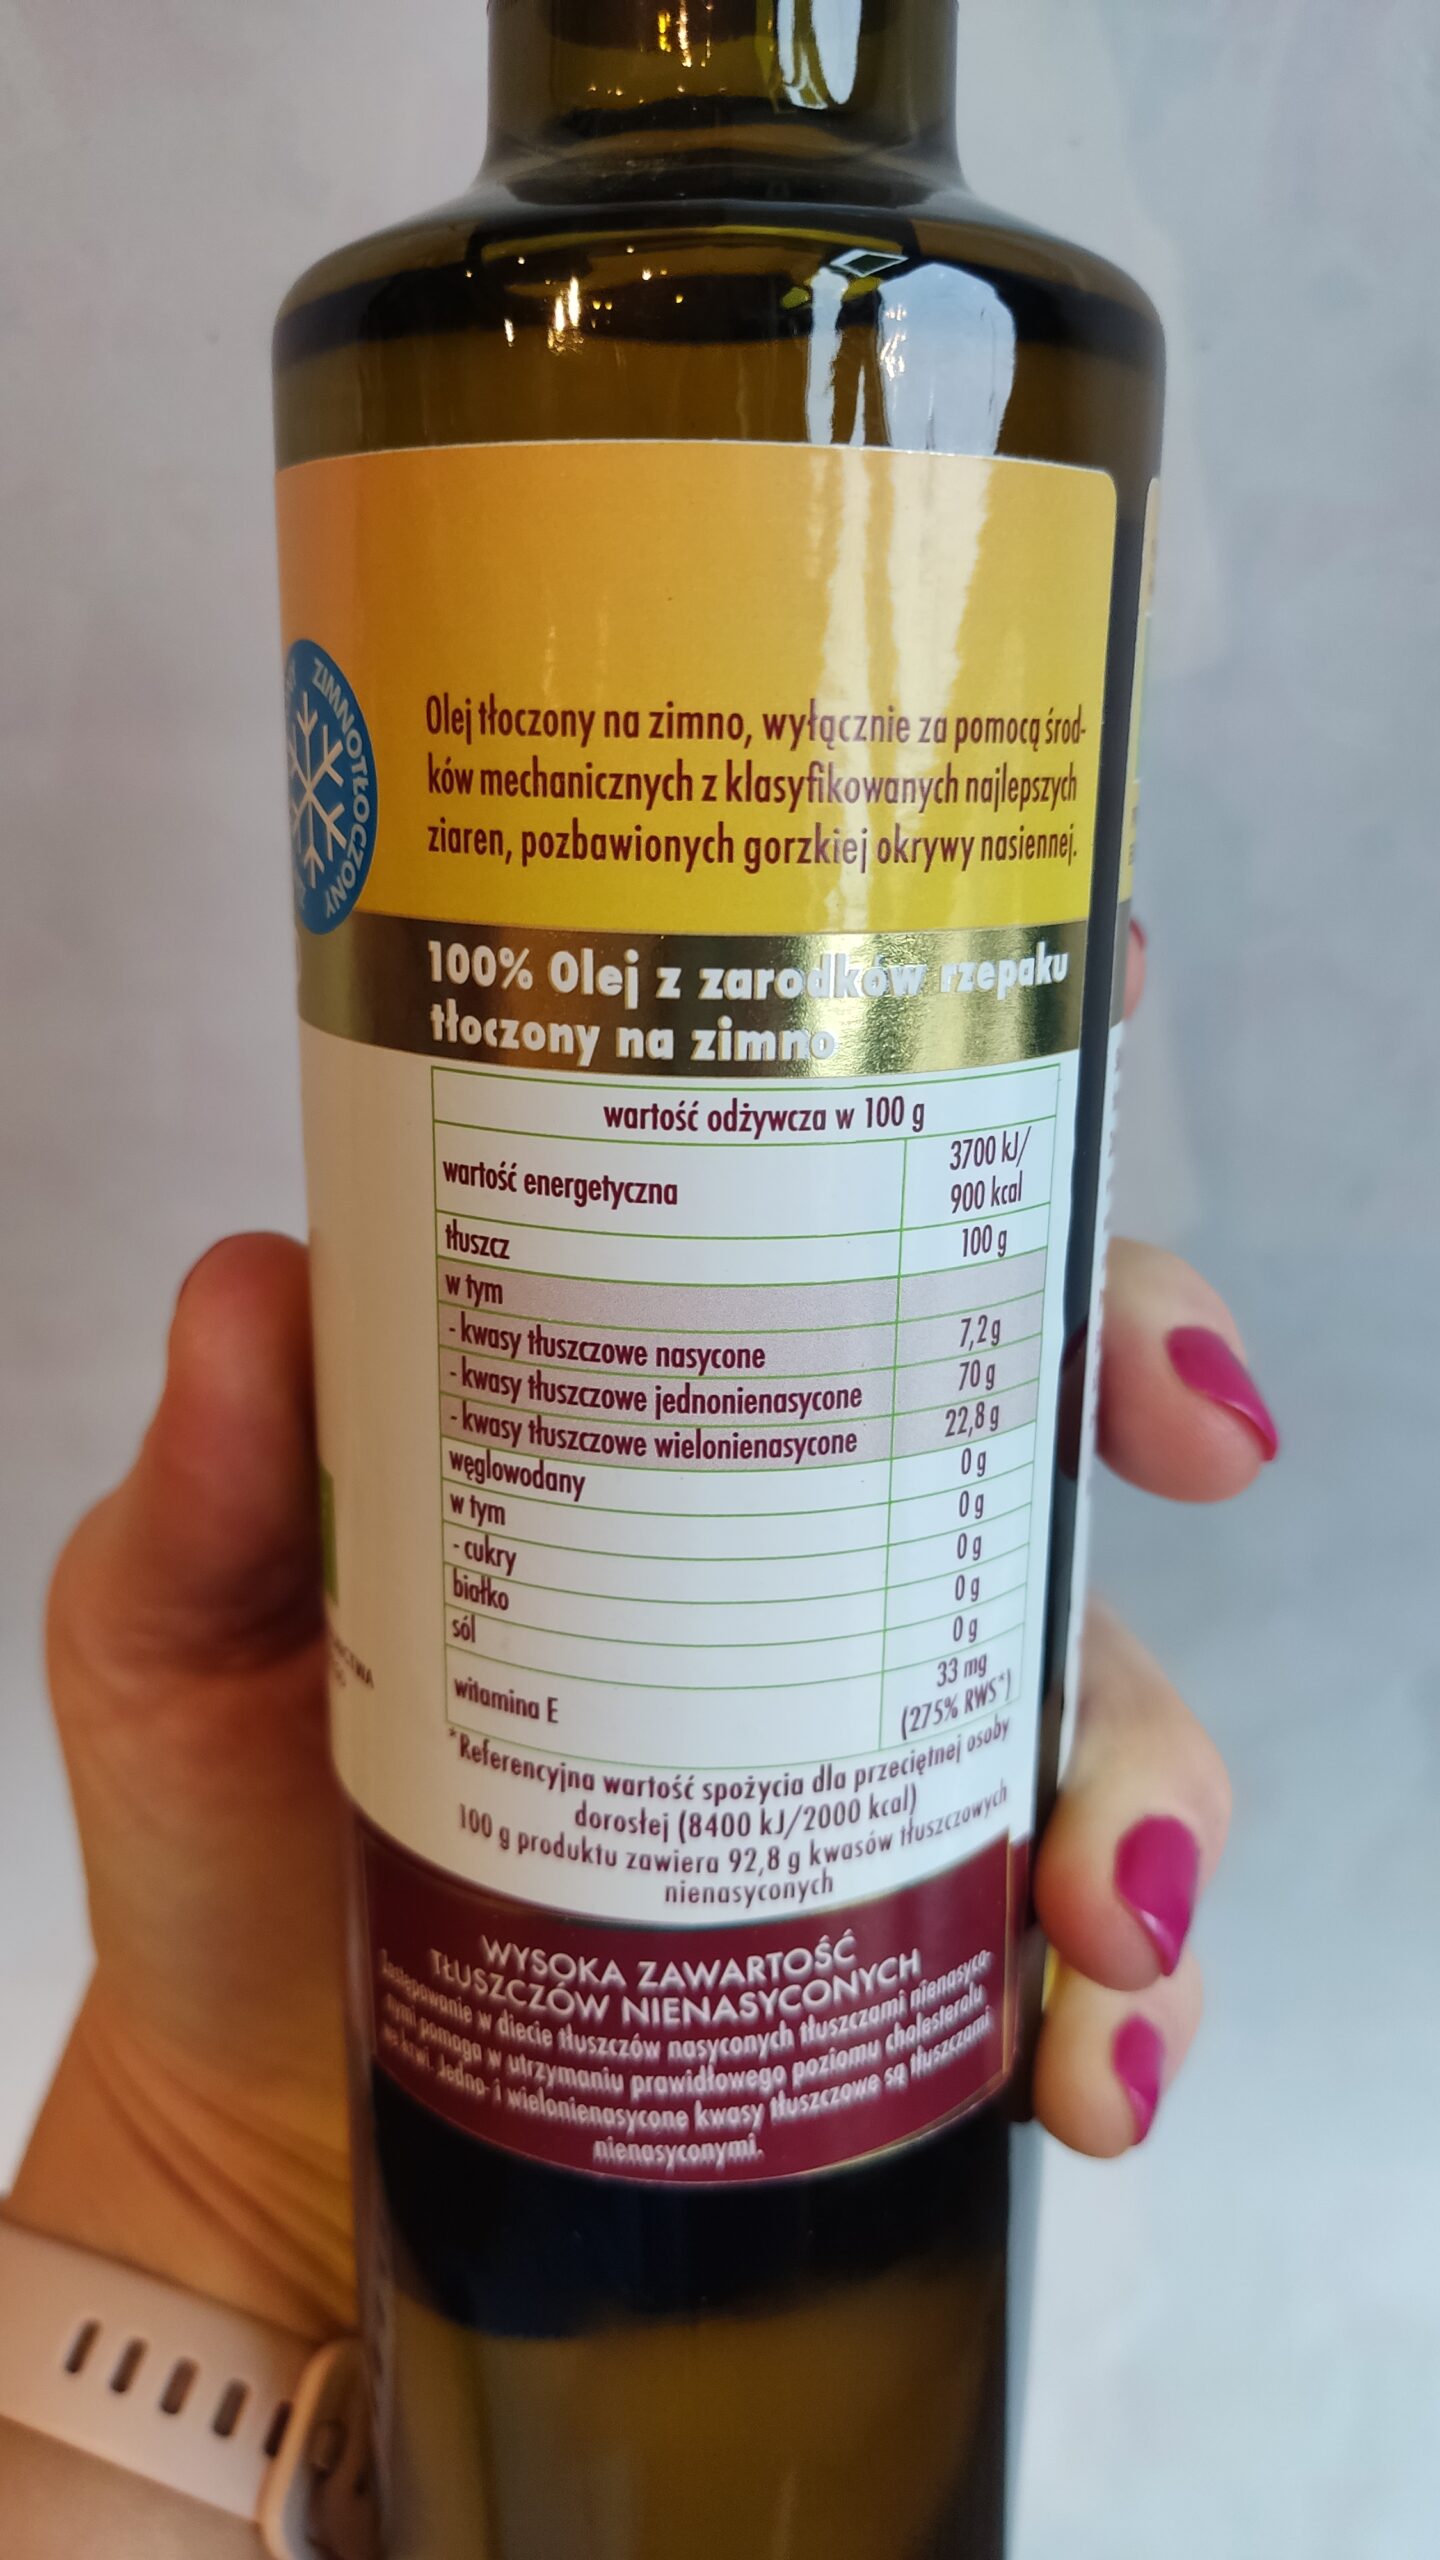 ZIMNOTŁOCZONY
Olej tłoczony na zimno, wyłącznie za pomocą środ-
ków mechanicznych z klasyfikowanych najlepszych
ziaren, pozbawionych gorzkiej okrywy nasiennej.
100% Olej z zarodków rzepaku
tłoczony na zimno
wartość odżywcza w 100 g
wartość energetyczna 3700 kJ/
900 kcal
tłuszcz 100 g
w tym
- kwasy tłuszczowe nasycone 7,2 g
- kwasy tłuszczowe jednonienasycone 70 g
- kwasy tłuszczowe wielonienasycone 22,8 g
węglowodany 0 g
w tym 0 g
- cukry 0 g
białko 0 g
sól 0 g
witamina E 33 mg
(275% RWS*)
*Referencyjna wartość spożycia dla przeciętnej osoby
dorosłej (8400 kJ/2000 kcal)
100 g produktu zawiera 92,8 g kwasów tłuszczowych
nienasyconych
WYSOKA ZAWARTOŚĆ
TŁUSZCZÓW NIENASYCONYCH
Zastępowanie w diecie tłuszczów nasyconych tłuszczami nienasyco-
nymi pomaga w utrzymaniu prawidłowego poziomu cholesterolu
we krwi. Jedno- i wielonienasycone kwasy tłuszczowe są tłuszczami
nienasyconymi.